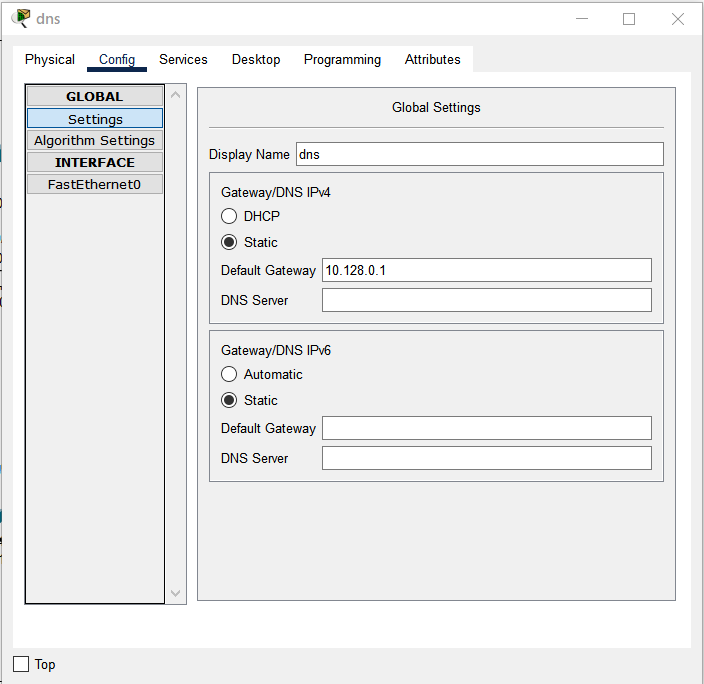 dns
Physical Config Services Desktop Programming Attributes
GLOBAL
Settings
Algorithm Settings
INTERFACE
FastEthernet0
Global Settings
Display Name dns
Gateway/DNS IPv4
DHCP
Static
Default Gateway 10.128.0.1
DNS Server
Gateway/DNS IPv6
Automatic
Static
Default Gateway
DNS Server
Top